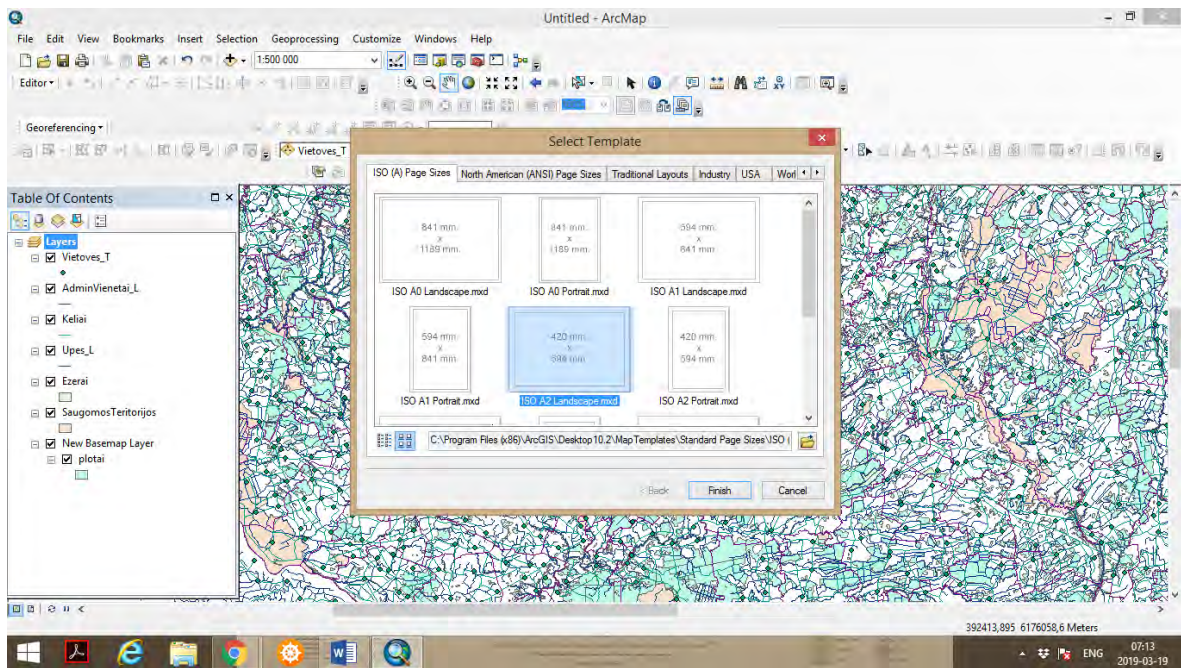 Untitled - ArcMap
File Edit View Bookmarks Insert Selection Geoprocessing Customize Windows Help
1:500 000
Editor
Georeferencing
Vietoves_T
Select Template
ISO (A) Page Sizes North American (ANSI) Page Sizes Traditional Layouts Industry USA Worl
Table Of Contents
Layers
Vietoves_T
AdminVienetai_L
Keliai
Upes_L
Ezerai
SaugomosTeritorijos
New Basemap Layer
plotai
841 mm.
x
1189 mm.
841 mm.
x
1189 mm.
594 mm.
x
841 mm.
ISO A0 Landscape.mxd ISO A0 Portrait.mxd ISO A1 Landscape.mxd
594 mm.
x
841 mm.
420 mm.
x
420 mm.
x
594 mm.
ISO A1 Portrait.mxd ISO A2 Landscape.mxd ISO A2 Portrait.mxd
C:\Program Files (x86)\ArcGIS\Desktop10.2\MapTemplates\Standard Page Sizes\ISO (
< Back Finish Cancel
392413,895 6176058,6 Meters
ENG
07:13
2019-03-19